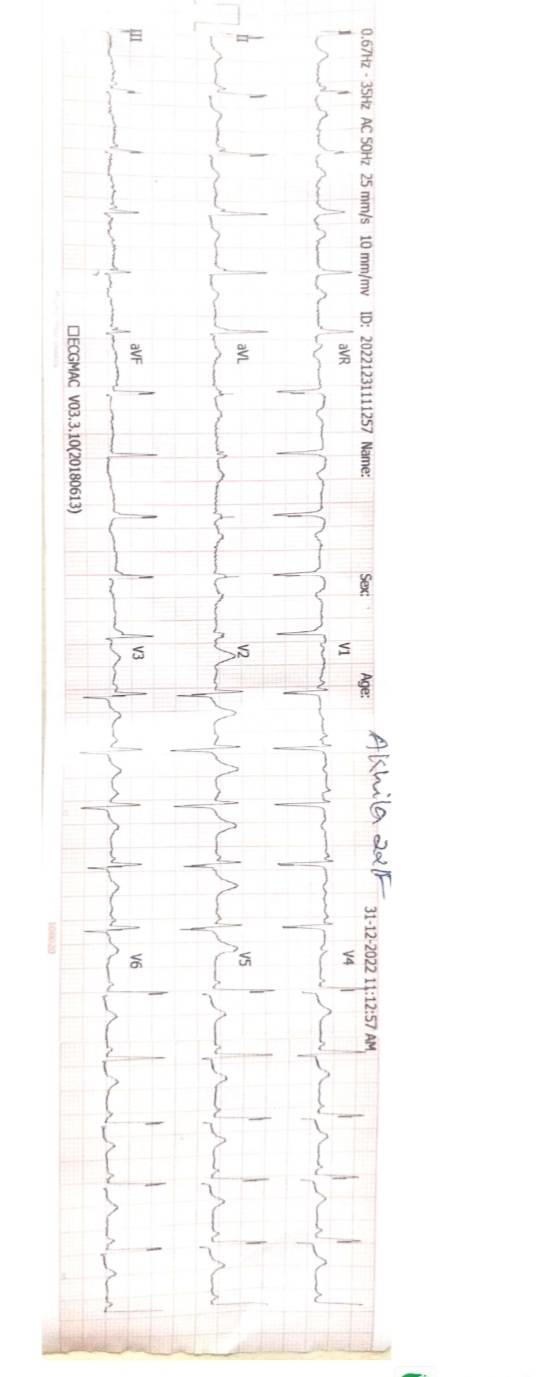 0.67Hz - 35Hz AC 50Hz 25 mm/s 10 mm/mv ID: 20221231111257 Name: Sex: Age: 31-12-2022 11:12:57 AM
Akhila 22/F
I aVR V1 V4
II aVL V2 V5
III aVF V3 V6
□ECGMAC V03.3.10(20180613)